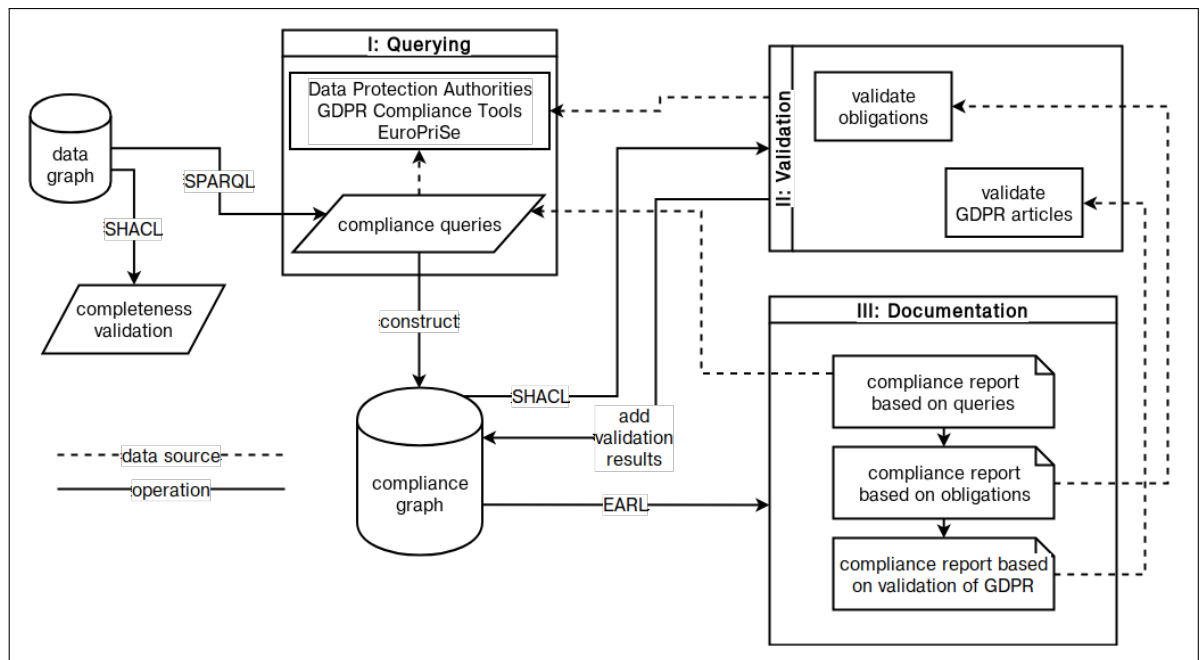 I: Querying
Data Protection Authorities
GDPR Compliance Tools
EuroPriSe
data
graph
SPARQL
compliance queries
SHACL
completeness
validation
construct
II: Validation
validate
obligations
validate
GDPR articles
SHACL
add
validation
results
compliance
graph
EARL
data source
operation
III: Documentation
compliance report
based on queries
compliance report
based on obligations
compliance report based
on validation of GDPR